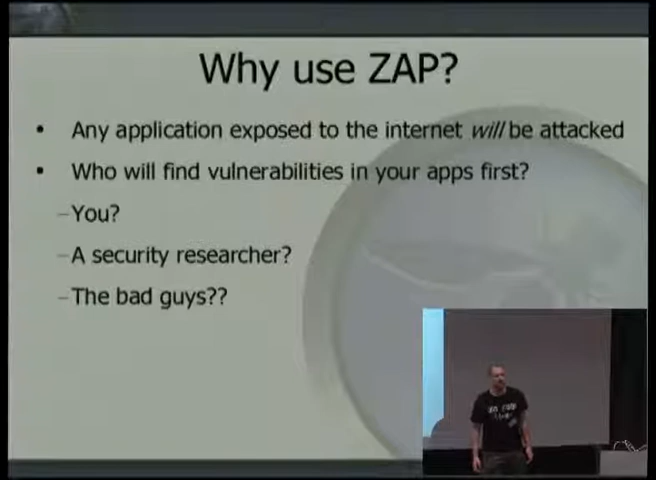 Why use ZAP?
• Any application exposed to the internet will be attacked
• Who will find vulnerabilities in your apps first?
–You?
–A security researcher?
–The bad guys??